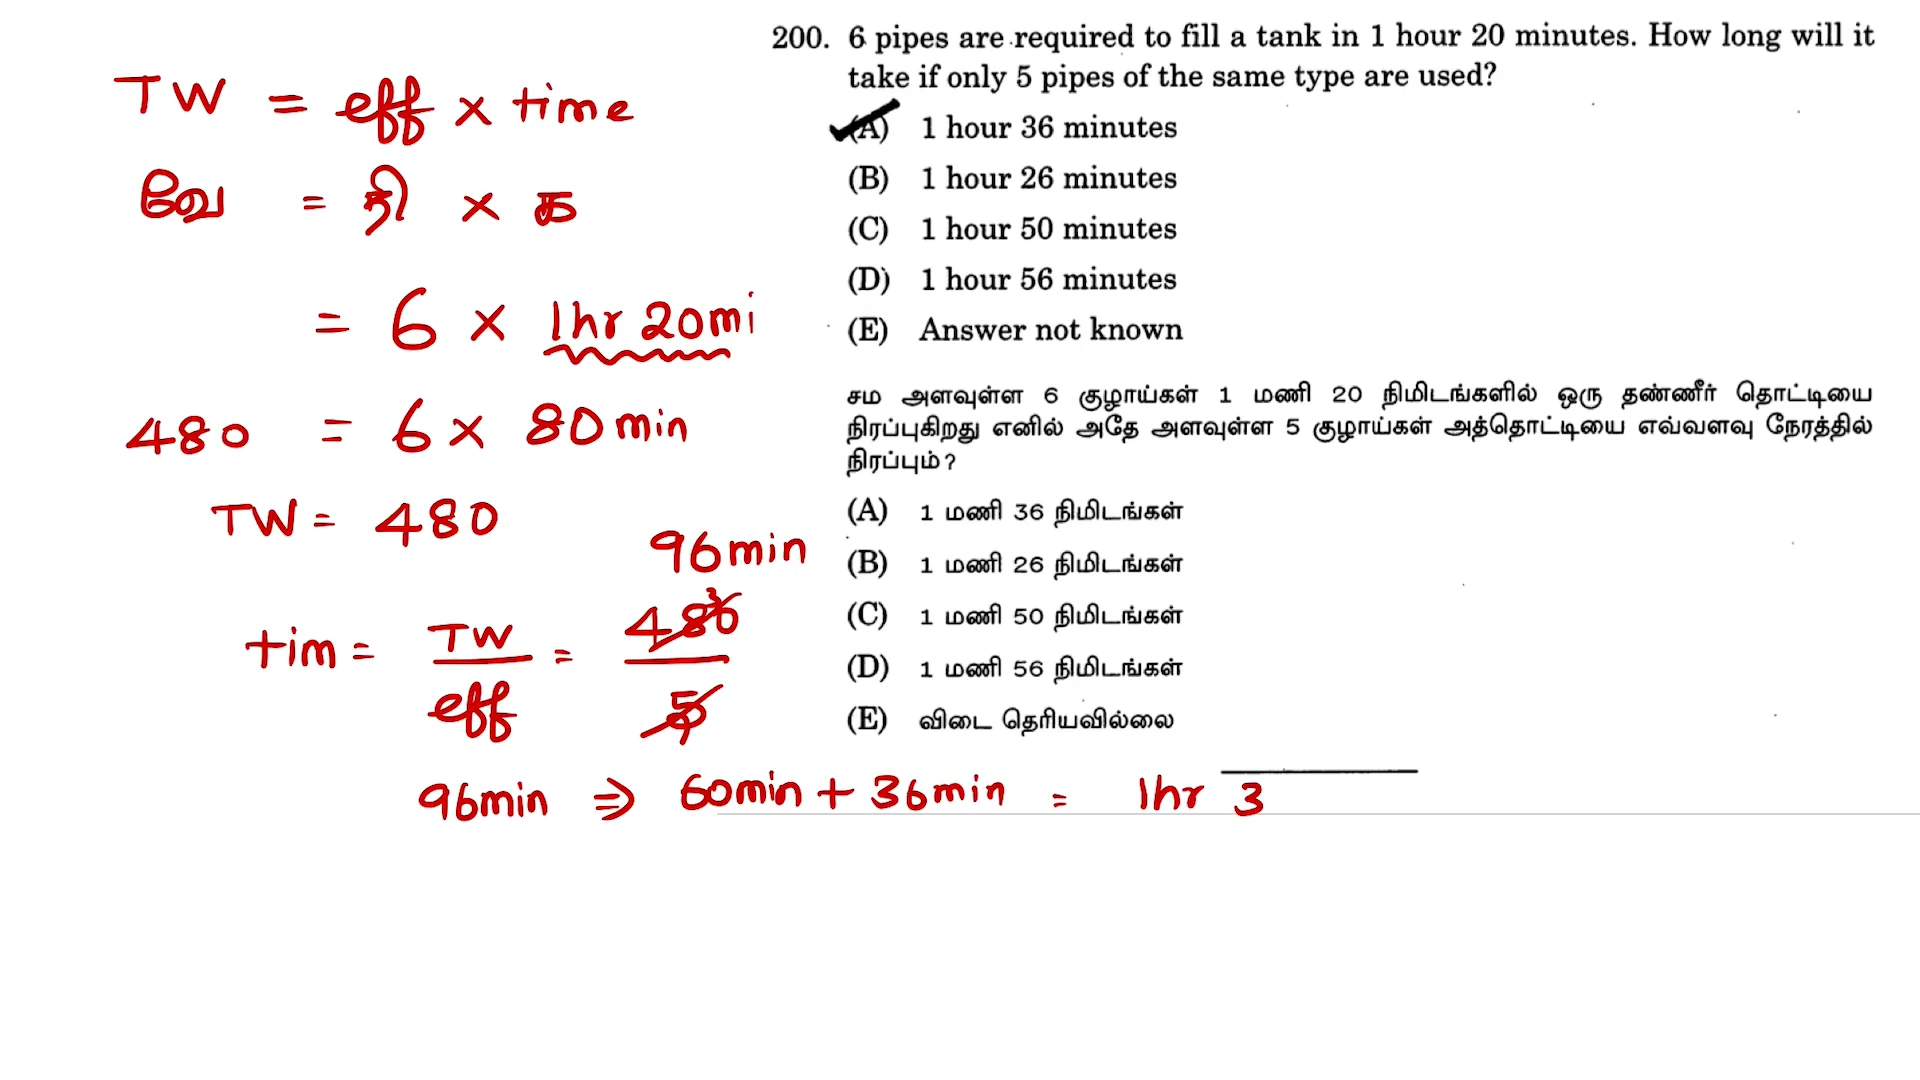 200. 6 pipes are required to fill a tank in 1 hour 20 minutes. How long will it
take if only 5 pipes of the same type are used?
(A) 1 hour 36 minutes
(B) 1 hour 26 minutes
(C) 1 hour 50 minutes
(D) 1 hour 56 minutes
(E) Answer not known
சம அளவுள்ள 6 குழாய்கள் 1 மணி 20 நிமிடங்களில் ஒரு தண்ணீர் தொட்டியை
நிரப்புகிறது எனில் அதே அளவுள்ள 5 குழாய்கள் அத்தொட்டியை எவ்வளவு நேரத்தில்
நிரப்பும்?
(A) 1 மணி 36 நிமிடங்கள்
(B) 1 மணி 26 நிமிடங்கள்
(C) 1 மணி 50 நிமிடங்கள்
(D) 1 மணி 56 நிமிடங்கள்
(E) விடை தெரியவில்லை
TW = eff × time
வே = நி × க
= 6 × 1hr 20mi
480 = 6 × 80min
TW = 480
96min
tim = TW/eff = 480/5
96min ⇒ 60min + 36min = 1hr 3